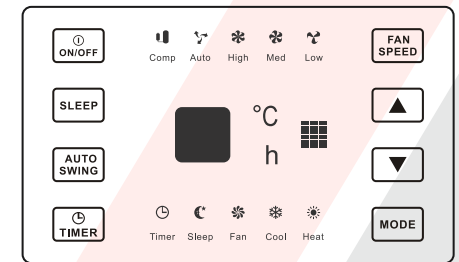 ON/OFF
SLEEP
AUTO
SWING
TIMER
Comp Auto High Med Low
°C
h
Timer Sleep Fan Cool Heat
FAN
SPEED
MODE